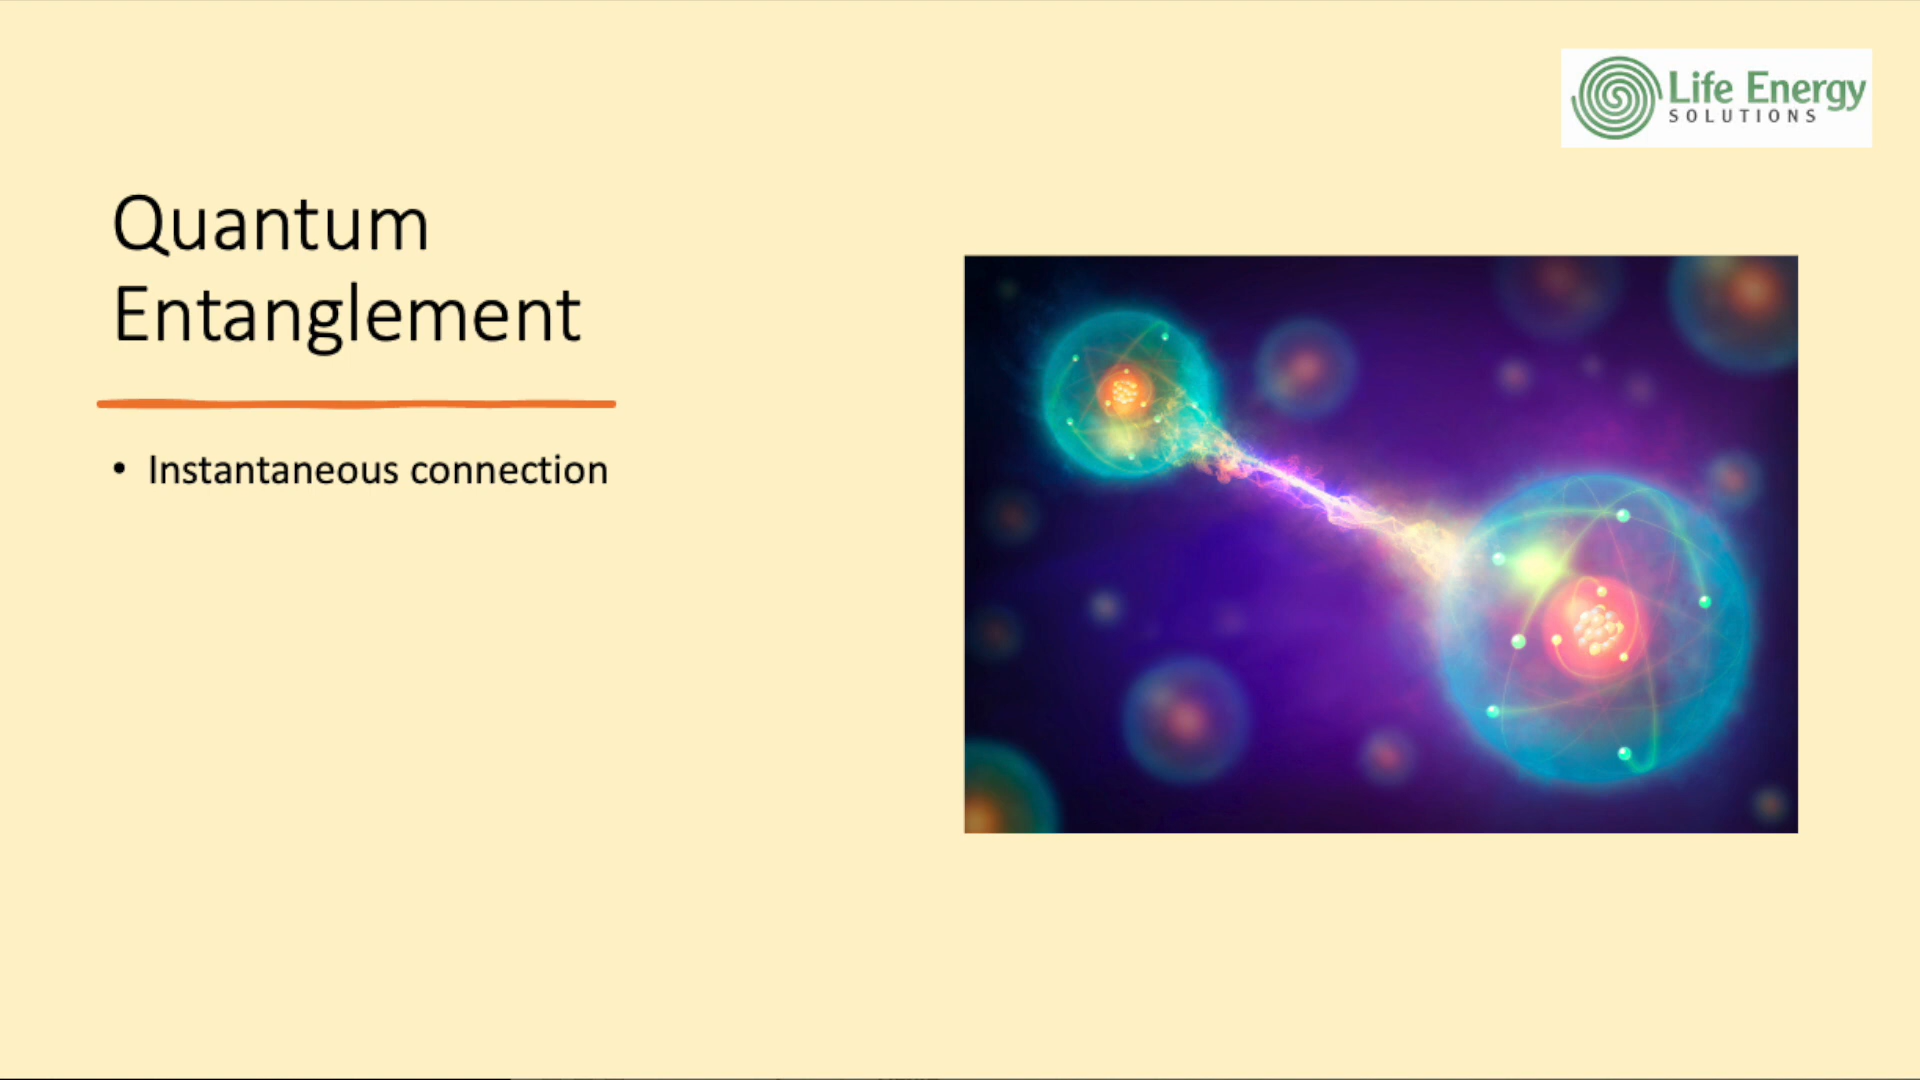 Life Energy
SOLUTIONS
Quantum
Entanglement
• Instantaneous connection